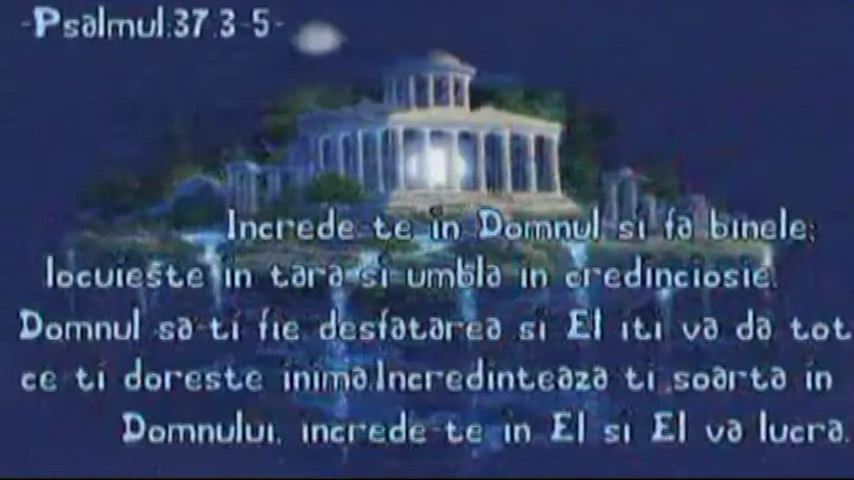 -Psalmul:37.3-5-
Increde-te in Domnul si fa binele;
locuieste in tara si umbla in credinciosie.
Domnul sa-ti fie desfatarea si El iti va da tot
ce-ti doreste inima.Incredinteaza-ti soarta in
Domnului, increde-te in El si El va lucra.